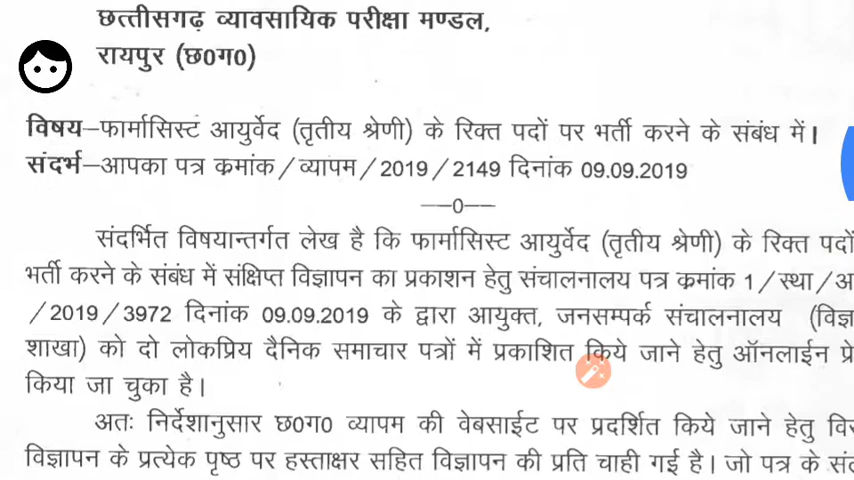 छत्तीसगढ़ व्यावसायिक परीक्षा मण्डल,
रायपुर (छ0ग0)
विषय–फार्मासिस्ट आयुर्वेद (तृतीय श्रेणी) के रिक्त पदों पर भर्ती करने के संबंध में।
संदर्भ–आपका पत्र क्रमांक/व्यापम/2019/2149 दिनांक 09.09.2019
—0—
संदर्भित विषयान्तर्गत लेख है कि फार्मासिस्ट आयुर्वेद (तृतीय श्रेणी) के रिक्त पदों
भर्ती करने के संबंध में संक्षिप्त विज्ञापन का प्रकाशन हेतु संचालनालय पत्र क्रमांक 1/स्था/अ
/2019/3972 दिनांक 09.09.2019 के द्वारा आयुक्त, जनसम्पर्क संचालनालय (विज्ञ
शाखा) को दो लोकप्रिय दैनिक समाचार पत्रों में प्रकाशित किये जाने हेतु ऑनलाईन प्रे
किया जा चुका है।
अतः निर्देशानुसार छ0ग0 व्यापम की वेबसाईट पर प्रदर्शित किये जाने हेतु
विज्ञापन के प्रत्येक पृष्ठ पर हस्ताक्षर सहित विज्ञापन की प्रति चाही गई है। जो पत्र के